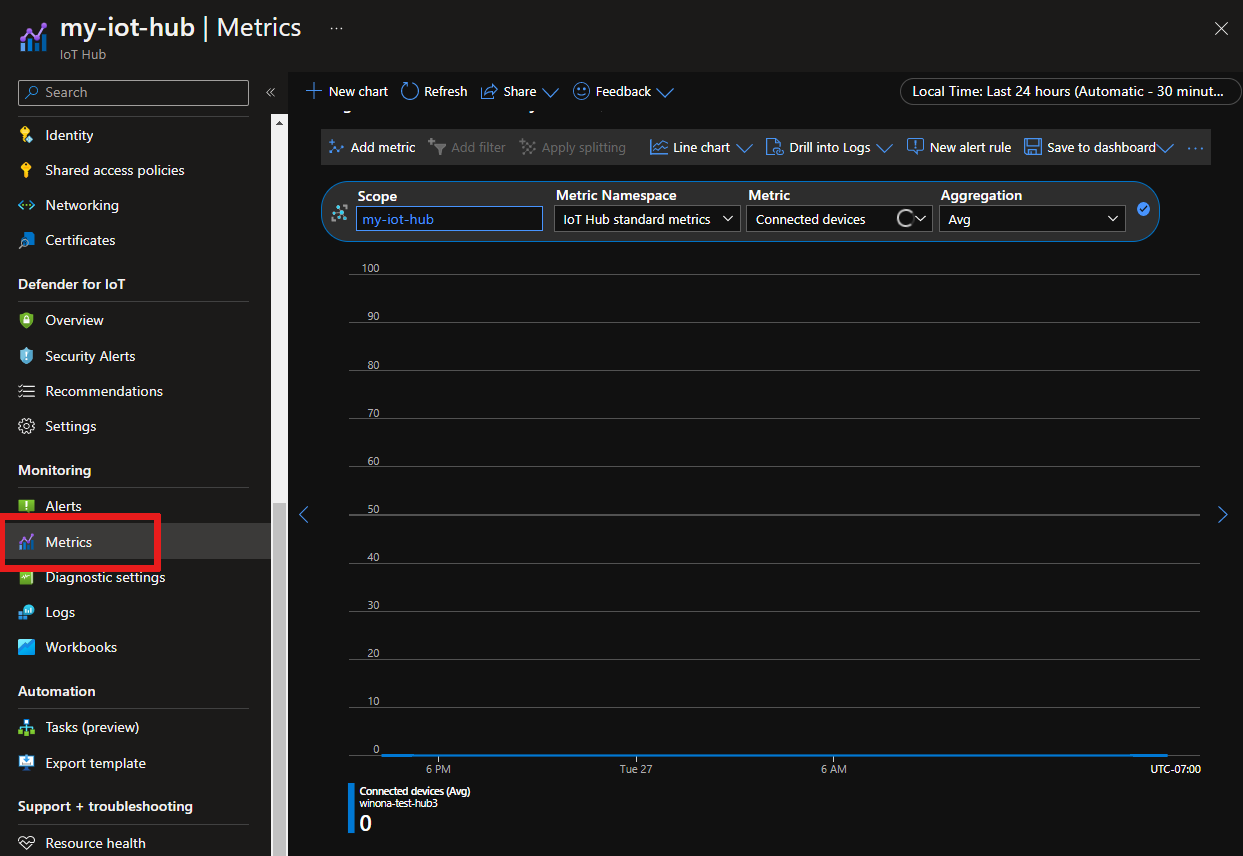 my-iot-hub | Metrics ...
IoT Hub
Search
Identity
Shared access policies
Networking
Certificates
Defender for IoT
Overview
Security Alerts
Recommendations
Settings
Monitoring
Alerts
Metrics
Diagnostic settings
Logs
Workbooks
Automation
Tasks (preview)
Export template
Support + troubleshooting
Resource health
New chart Refresh Share Feedback
Local Time: Last 24 hours (Automatic - 30 minut...
Add metric Add filter Apply splitting Line chart Drill into Logs New alert rule Save to dashboard ...
Scope Metric Namespace Metric Aggregation
my-iot-hub IoT Hub standard metrics Connected devices Avg
100
90
80
70
60
50
40
30
20
10
0
6 PM Tue 27 6 AM UTC-07:00
Connected devices (Avg)
winona-test-hub3
0